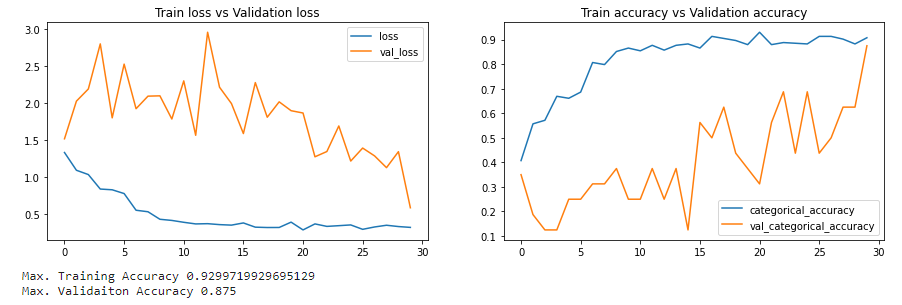 Train loss vs Validation loss
3.0
2.5
2.0
1.5
1.0
0.5
0 5 10 15 20 25 30
loss
val_loss
Train accuracy vs Validation accuracy
0.9
0.8
0.7
0.6
0.5
0.4
0.3
0.2
0.1
0 5 10 15 20 25 30
categorical_accuracy
val_categorical_accuracy
Max. Training Accuracy 0.9299719929695129
Max. Validaiton Accuracy 0.875